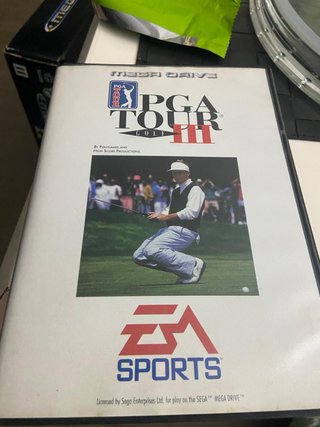 MEGA DRIVE
PGA TOUR
PGA
TOUR
GOLF III
BY POLYGAMES AND
HIGH SCORE PRODUCTIONS
EA
SPORTS
Licensed by Sega Enterprises Ltd. for play on the SEGA™ MEGA DRIVE™